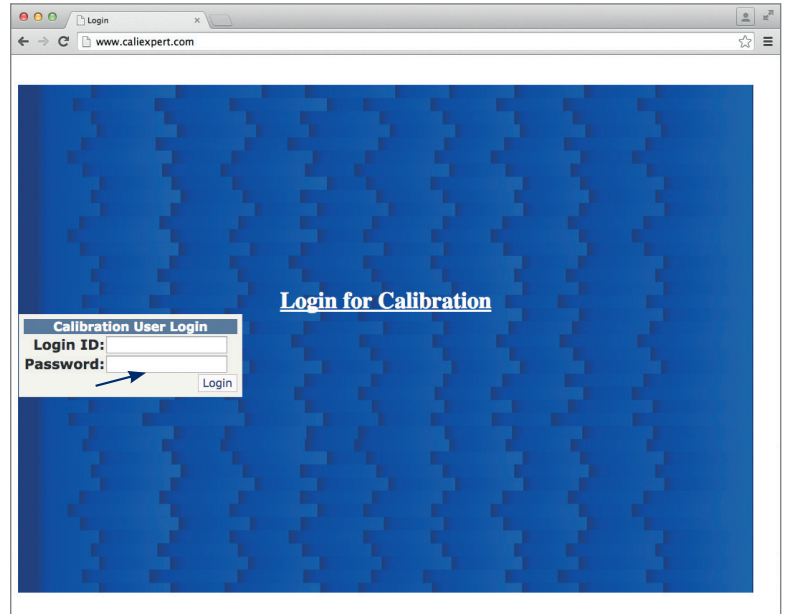 Login
www.caliexpert.com
Login for Calibration
Calibration User Login
Login ID:
Password:
Login